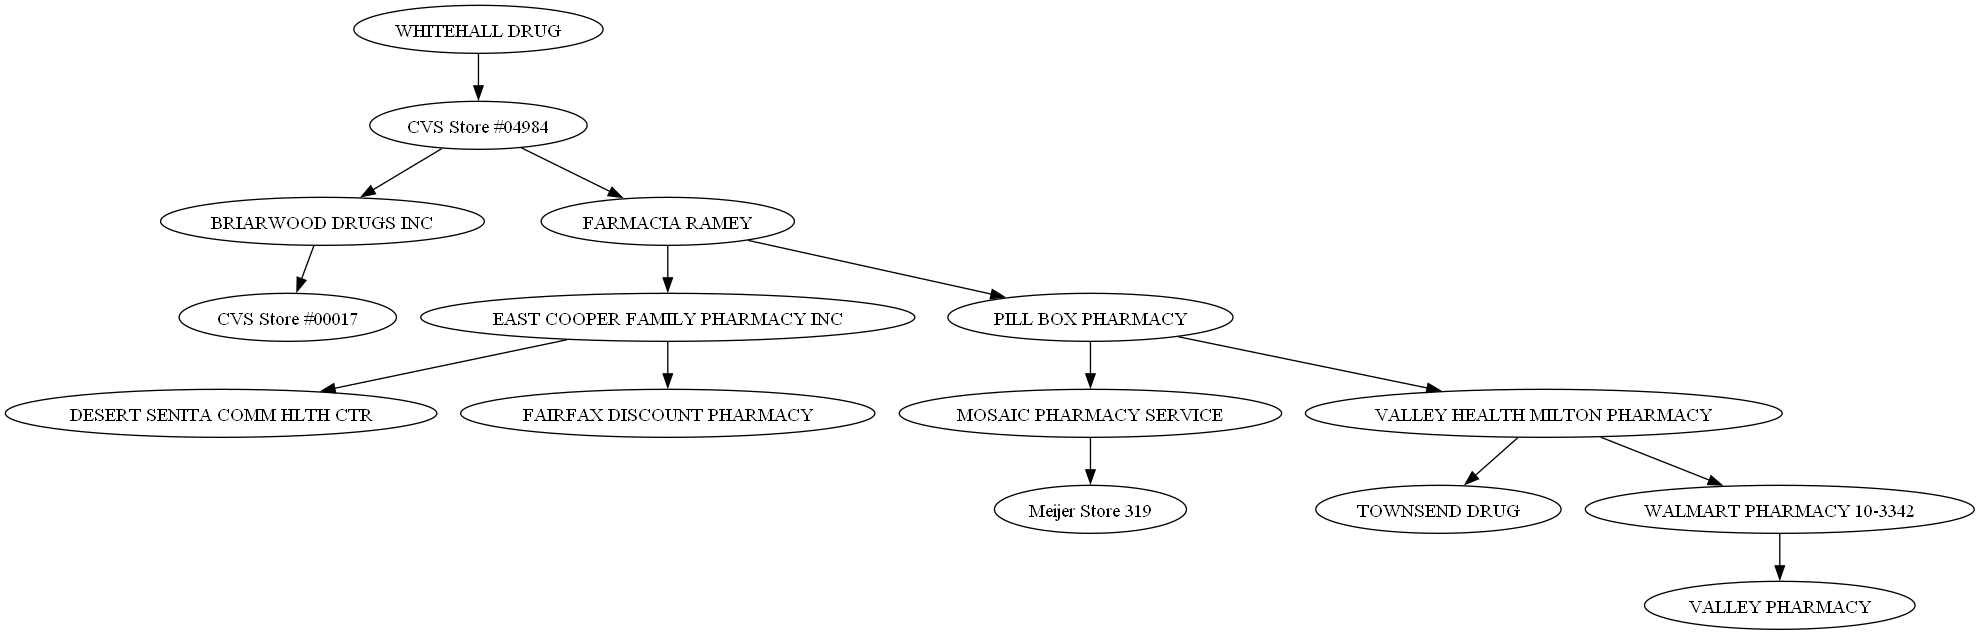 WHITEHALL DRUG
CVS Store #04984
BRIARWOOD DRUGS INC
FARMACIA RAMEY
CVS Store #00017
EAST COOPER FAMILY PHARMACY INC
PILL BOX PHARMACY
DESERT SENITA COMM HLTH CTR
FAIRFAX DISCOUNT PHARMACY
MOSAIC PHARMACY SERVICE
VALLEY HEALTH MILTON PHARMACY
Meijer Store 319
TOWNSEND DRUG
WALMART PHARMACY 10-3342
VALLEY PHARMACY